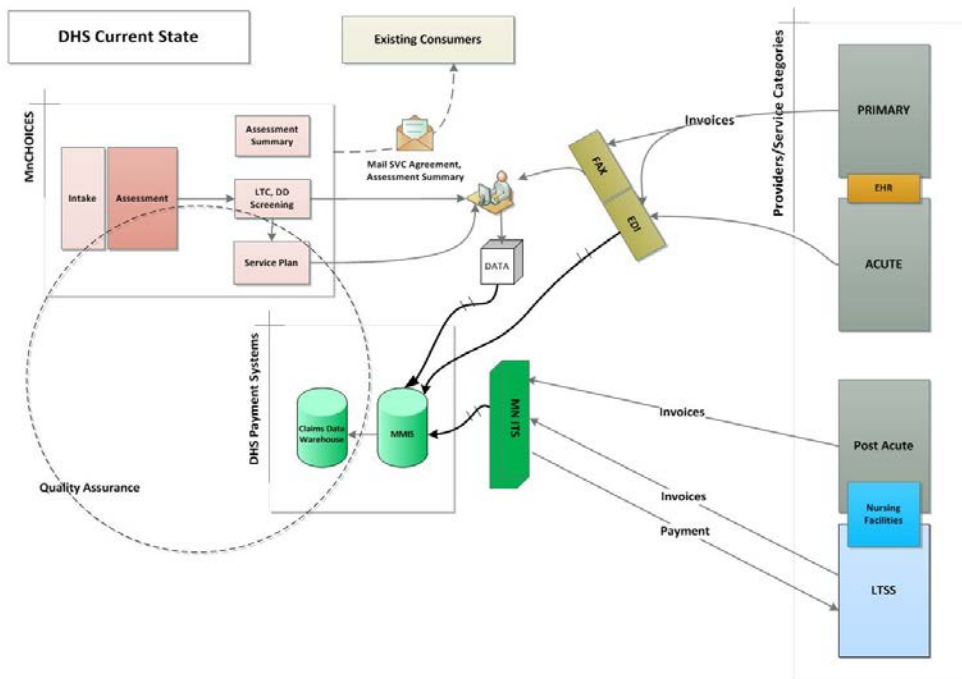 DHS Current State
Existing Consumers
Providers/Service Categories
PRIMARY
EHR
ACUTE
Post Acute
Nursing
Facilities
LTSS
MnCHOICES
Intake
Assessment
Assessment
Summary
LTC, DD
Screening
Service Plan
Mail SVC Agreement,
Assessment Summary
Invoices
FAX
EDI
DATA
DHS Payment Systems
Claims Data
Warehouse
MMIS
MN ITS
Invoices
Invoices
Payment
Quality Assurance